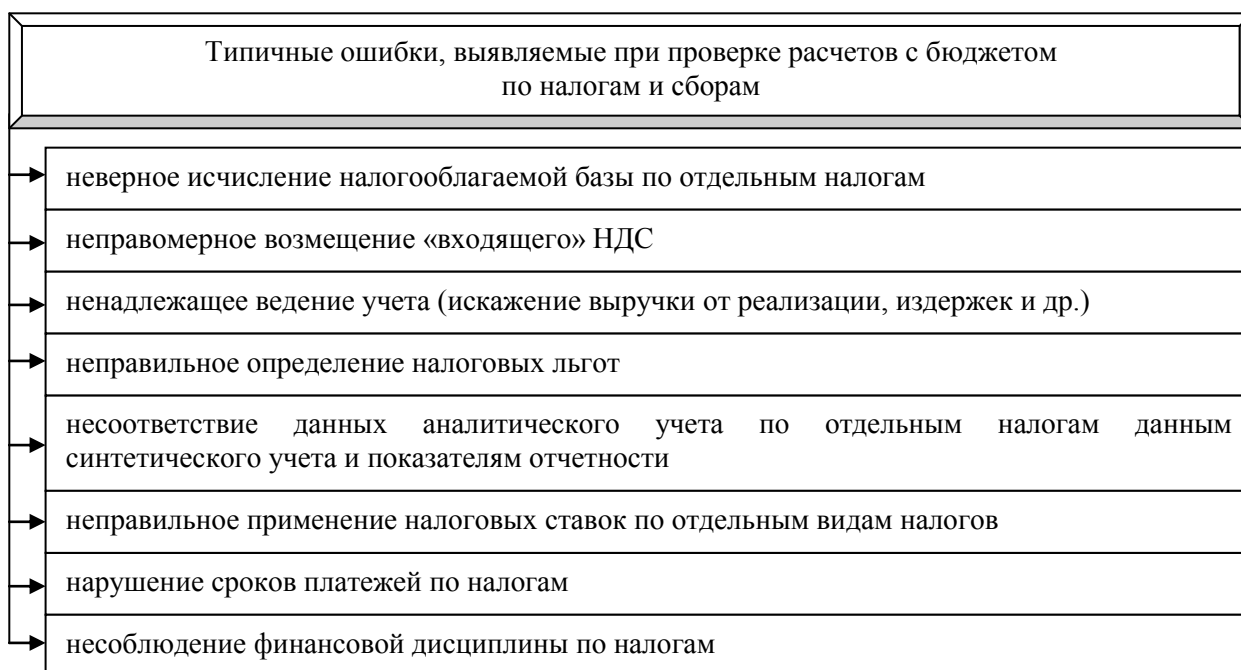 Типичные ошибки, выявляемые при проверке расчетов с бюджетом
по налогам и сборам
неверное исчисление налогооблагаемой базы по отдельным налогам
неправомерное возмещение «входящего» НДС
ненадлежащее ведение учета (искажение выручки от реализации, издержек и др.)
неправильное определение налоговых льгот
несоответствие данных аналитического учета по отдельным налогам данным
синтетического учета и показателям отчетности
неправильное применение налоговых ставок по отдельным видам налогов
нарушение сроков платежей по налогам
несоблюдение финансовой дисциплины по налогам